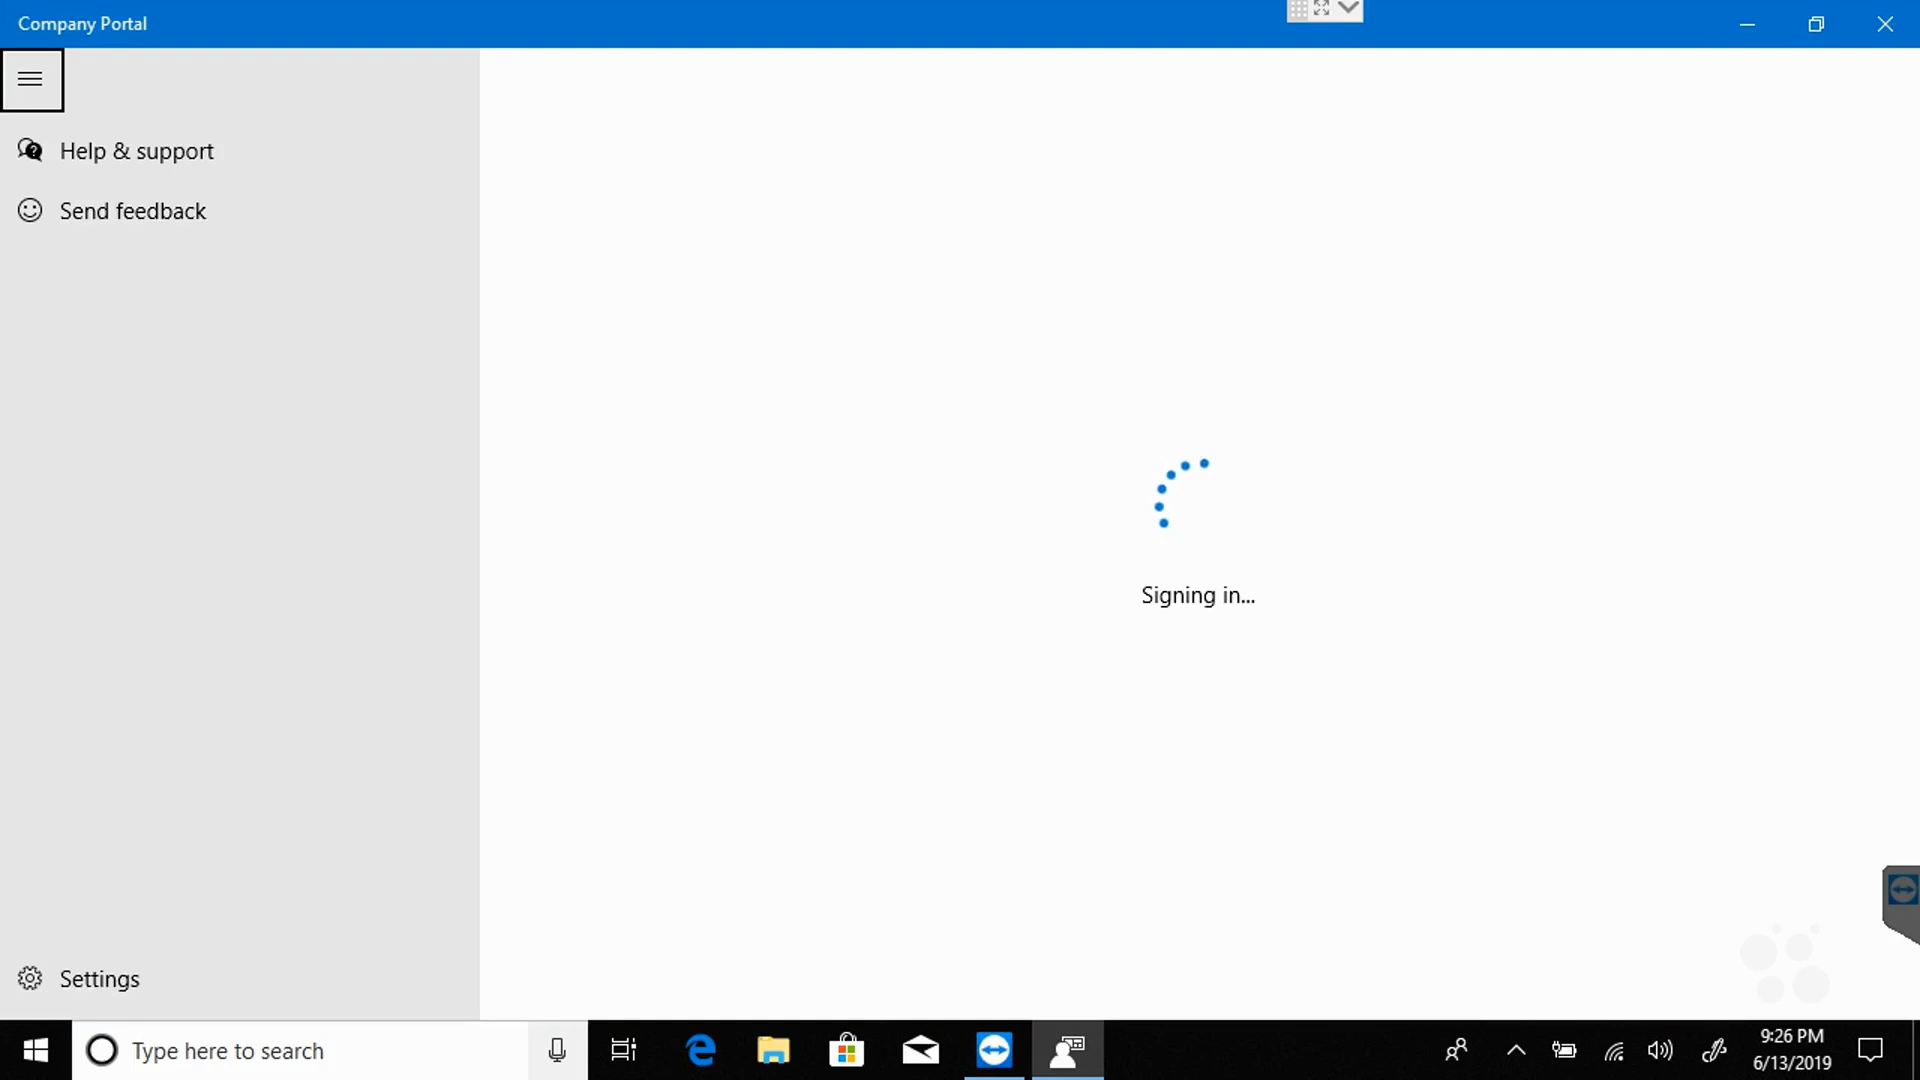 Company Portal
Help & support
Send feedback
Signing in...
Settings
Type here to search
9:26 PM
6/13/2019